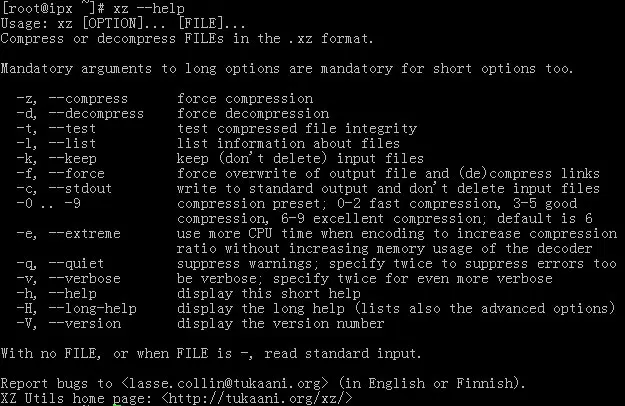 [root@ipx ~]# xz --help
Usage: xz [OPTION]... [FILE]...
Compress or decompress FILEs in the .xz format.

Mandatory arguments to long options are mandatory for short options too.

  -z, --compress      force compression
  -d, --decompress    force decompression
  -t, --test          test compressed file integrity
  -l, --list          list information about files
  -k, --keep          keep (don't delete) input files
  -f, --force         force overwrite of output file and (de)compress links
  -c, --stdout        write to standard output and don't delete input files
  -0 .. -9            compression preset; 0-2 fast compression, 3-5 good
                      compression, 6-9 excellent compression; default is 6
  -e, --extreme       use more CPU time when encoding to increase compression
                      ratio without increasing memory usage of the decoder
  -q, --quiet         suppress warnings; specify twice to suppress errors too
  -v, --verbose       be verbose; specify twice for even more verbose
  -h, --help          display this short help
  -H, --long-help     display the long help (lists also the advanced options)
  -V, --version       display the version number

With no FILE, or when FILE is -, read standard input.

Report bugs to <lasse.collin@tukaani.org> (in English or Finnish).
XZ Utils home page: <http://tukaani.org/xz/>